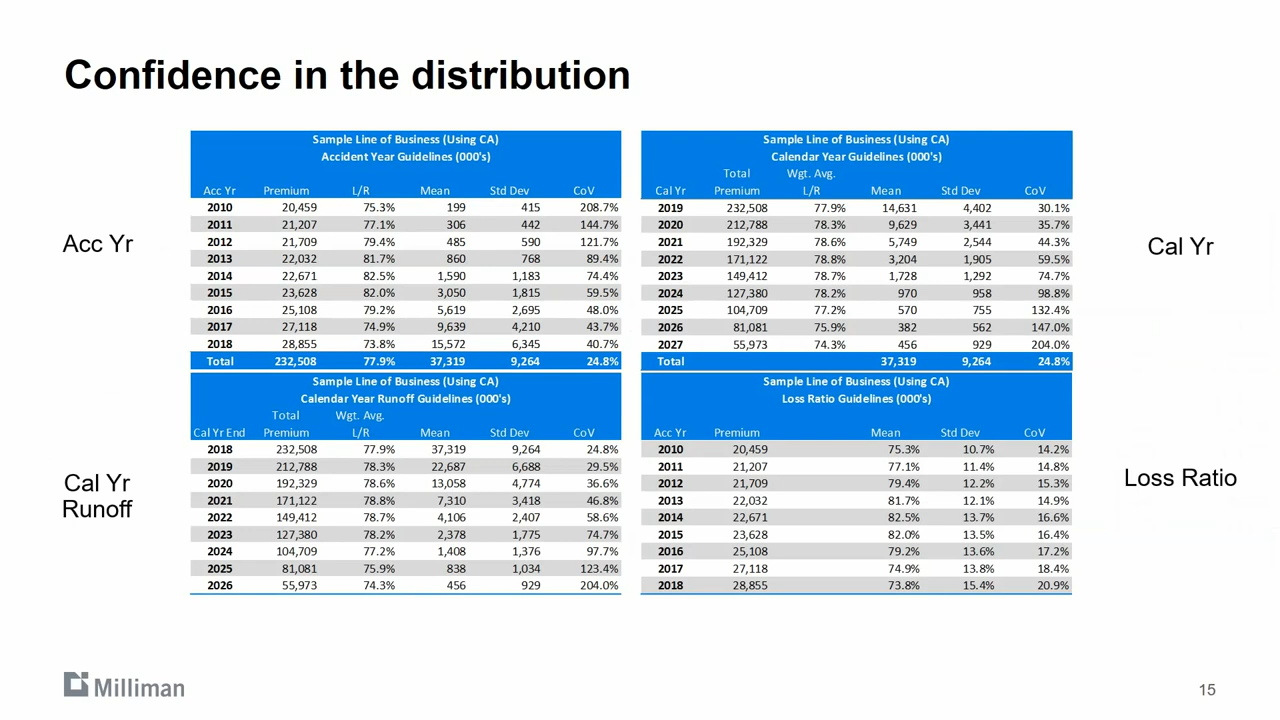 Confidence in the distribution
Acc Yr
Sample Line of Business (Using CA)
Accident Year Guidelines (000's)
Acc Yr Premium L/R Mean Std Dev CoV
2010 20,459 75.3% 199 415 208.7%
2011 21,207 77.1% 306 442 144.7%
2012 21,709 79.4% 485 590 121.7%
2013 22,032 81.7% 860 768 89.4%
2014 22,671 82.5% 1,590 1,183 74.4%
2015 23,628 82.0% 3,050 1,815 59.5%
2016 25,108 79.2% 5,619 2,695 48.0%
2017 27,118 74.9% 9,639 4,210 43.7%
2018 28,855 73.8% 15,572 6,345 40.7%
Total 232,508 77.9% 37,319 9,264 24.8%
Sample Line of Business (Using CA)
Calendar Year Guidelines (000's)
Total Wgt. Avg.
Cal Yr Premium L/R Mean Std Dev CoV
2019 232,508 77.9% 14,631 4,402 30.1%
2020 212,788 78.3% 9,629 3,441 35.7%
2021 192,329 78.6% 5,749 2,544 44.3%
2022 171,122 78.8% 3,204 1,905 59.5%
2023 149,412 78.7% 1,728 1,292 74.7%
2024 127,380 78.2% 970 958 98.8%
2025 104,709 77.2% 570 755 132.4%
2026 81,081 75.9% 382 562 147.0%
2027 55,973 74.3% 456 929 204.0%
Total 37,319 9,264 24.8%
Cal Yr
Cal Yr
Runoff
Sample Line of Business (Using CA)
Calendar Year Runoff Guidelines (000's)
Total Wgt. Avg.
Cal Yr End Premium L/R Mean Std Dev CoV
2018 232,508 77.9% 37,319 9,264 24.8%
2019 212,788 78.3% 22,687 6,688 29.5%
2020 192,329 78.6% 13,058 4,774 36.6%
2021 171,122 78.8% 7,310 3,418 46.8%
2022 149,412 78.7% 4,106 2,407 58.6%
2023 127,380 78.2% 2,378 1,775 74.7%
2024 104,709 77.2% 1,408 1,376 97.7%
2025 81,081 75.9% 838 1,034 123.4%
2026 55,973 74.3% 456 929 204.0%
Sample Line of Business (Using CA)
Loss Ratio Guidelines (000's)
Acc Yr Premium Mean Std Dev CoV
2010 20,459 75.3% 10.7% 14.2%
2011 21,207 77.1% 11.4% 14.8%
2012 21,709 79.4% 12.2% 15.3%
2013 22,032 81.7% 12.1% 14.9%
2014 22,671 82.5% 13.7% 16.6%
2015 23,628 82.0% 13.5% 16.4%
2016 25,108 79.2% 13.6% 17.2%
2017 27,118 74.9% 13.8% 18.4%
2018 28,855 73.8% 15.4% 20.9%
Loss Ratio
Milliman
15